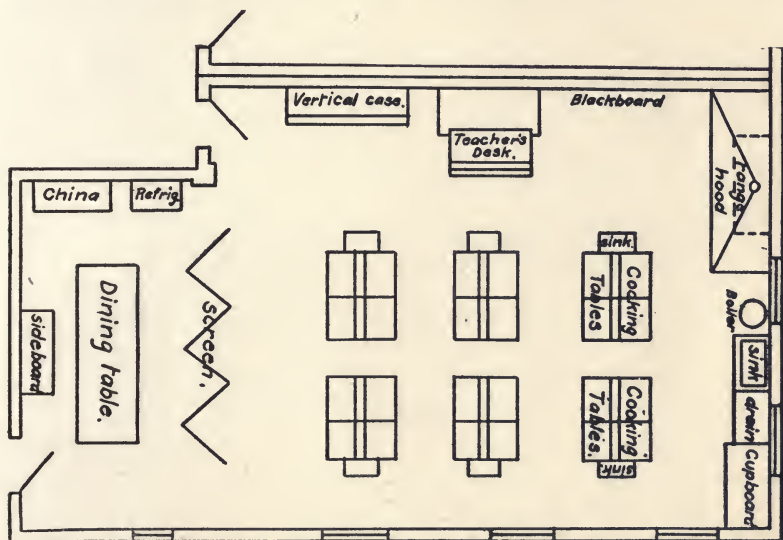 Vertical case.
Blackboard
Teacher's
Desk.
Range
hood
China
Refrig
sink.
Cooking
Tables
Screen.
Dining table.
sideboard
Boiler
sink
drain
Cupboard
Cooking
Tables.
sink